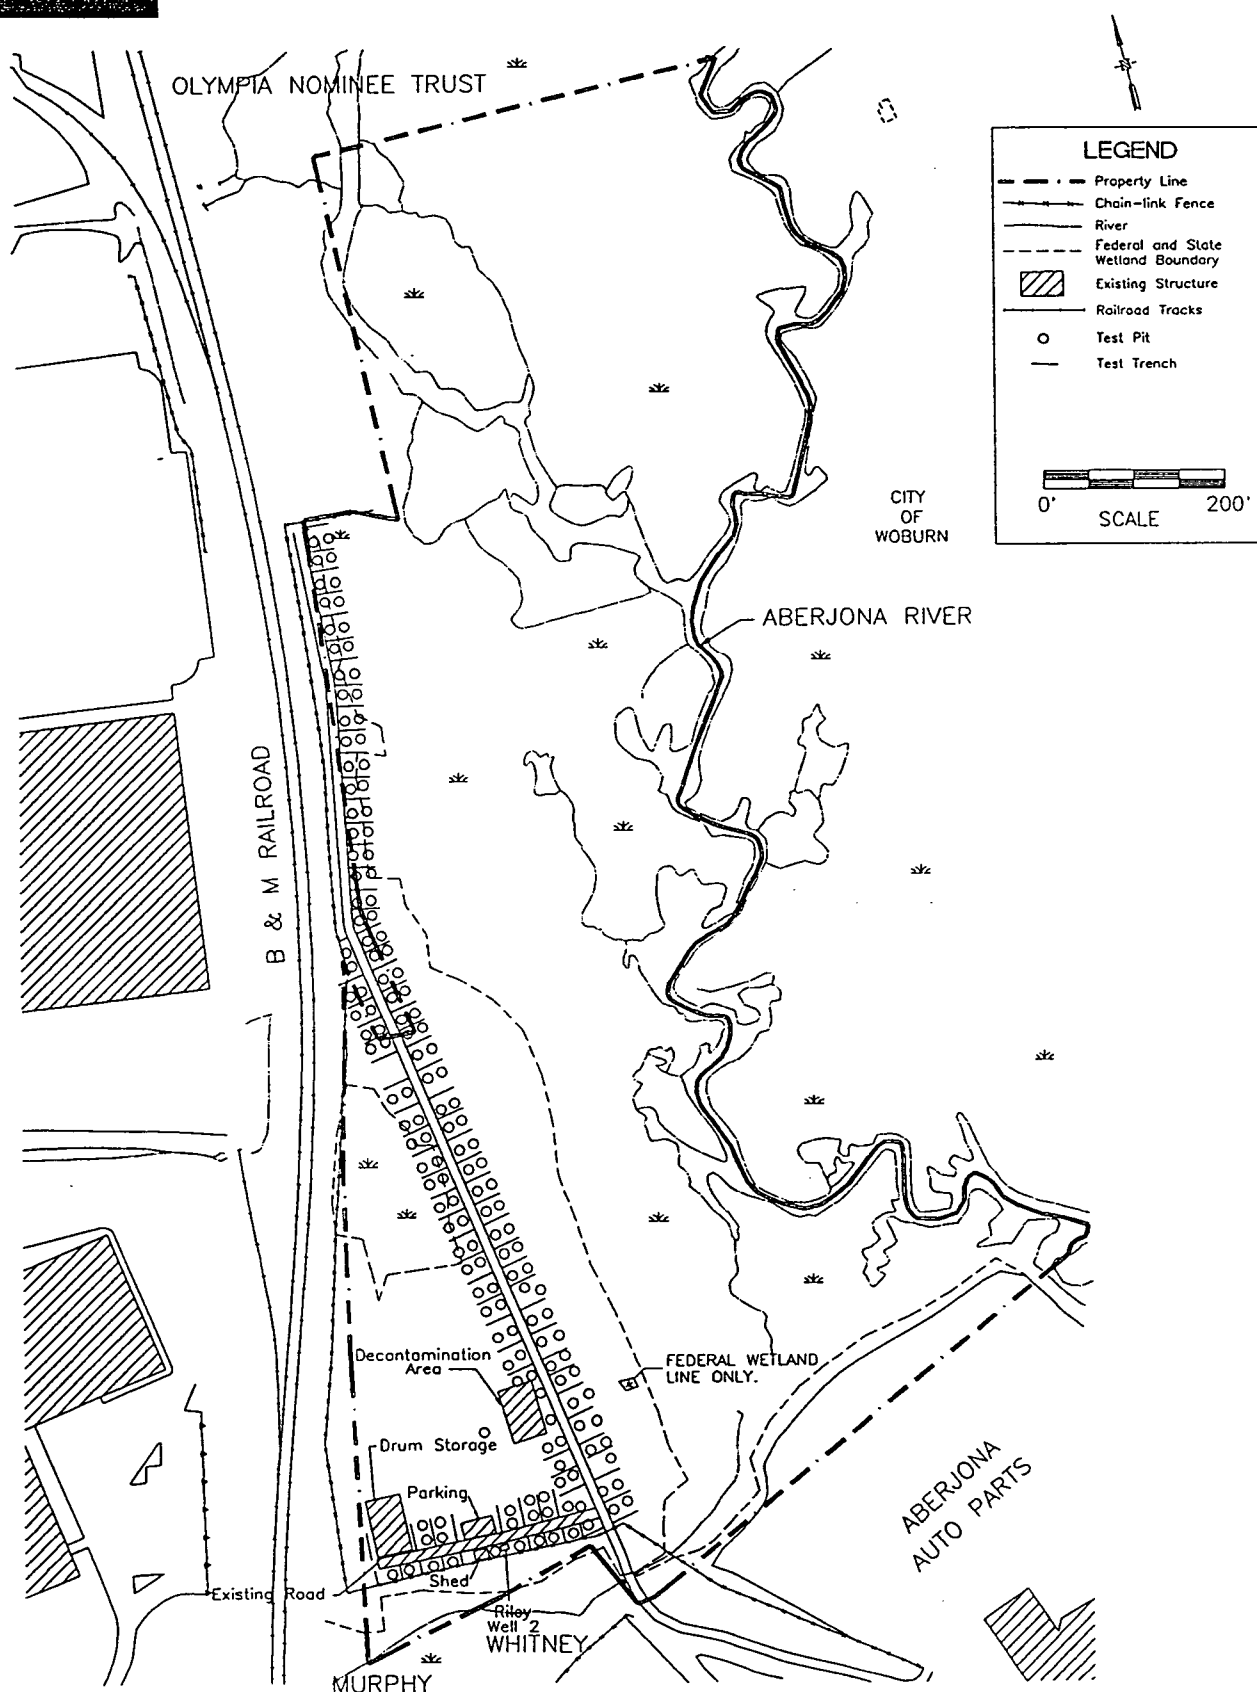 OLYMPIA NOMINEE TRUST
LEGEND
Property Line
Chain-link Fence
River
Federal and State
Wetland Boundary
Existing Structure
Railroad Tracks
Test Pit
Test Trench
0' 200'
SCALE
CITY
OF
WOBURN
ABERJONA RIVER
B & M RAILROAD
Decontamination
Area
FEDERAL WETLAND
LINE ONLY.
Drum Storage
Parking
ABERJONA
AUTO PARTS
Existing Road
Shed
Riley
Well 2
WHITNEY
MURPHY